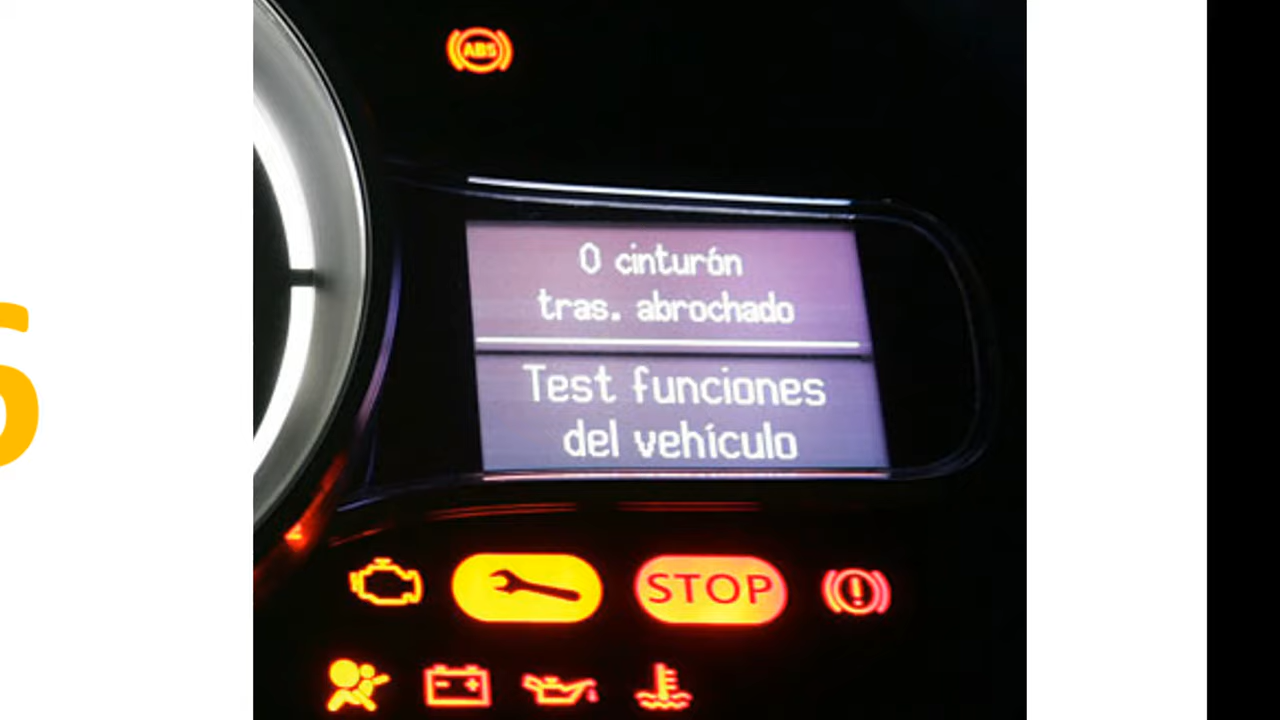 ABS
0 cinturón
tras. abrochado
Test funciones
del vehículo
STOP